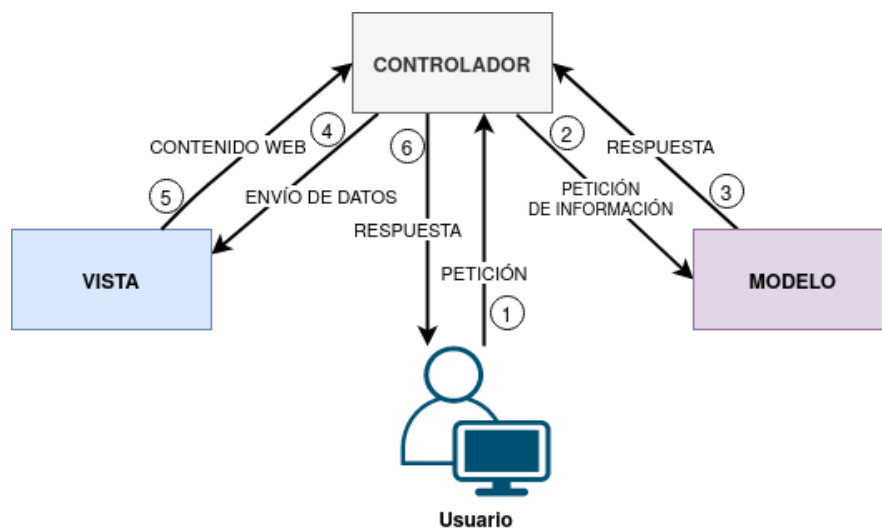 CONTROLADOR
CONTENIDO WEB
4
6
2
RESPUESTA
5
ENVÍO DE DATOS
PETICIÓN
DE INFORMACIÓN
3
RESPUESTA
VISTA
PETICIÓN
1
MODELO
Usuario